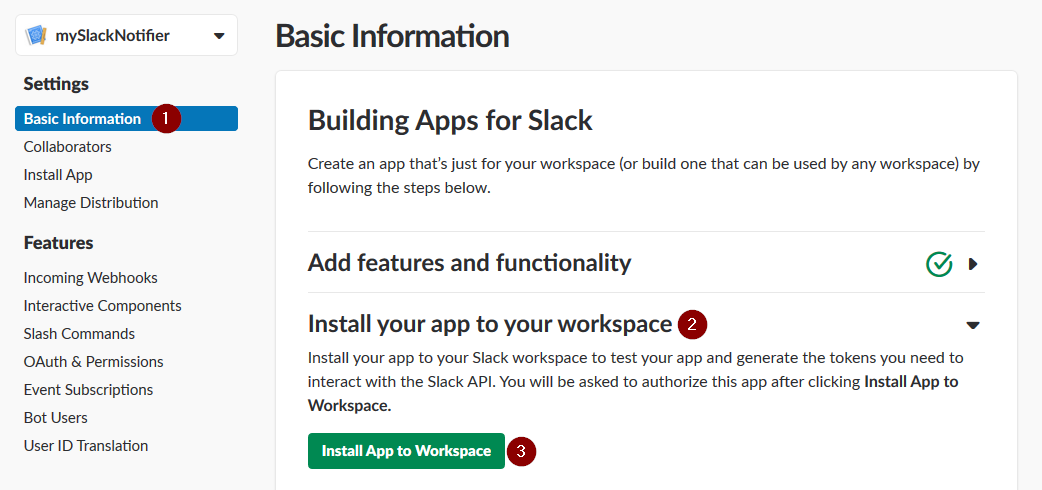 mySlackNotifier
Settings
Basic Information 1
Collaborators
Install App
Manage Distribution
Features
Incoming Webhooks
Interactive Components
Slash Commands
OAuth & Permissions
Event Subscriptions
Bot Users
User ID Translation
Basic Information
Building Apps for Slack
Create an app that’s just for your workspace (or build one that can be used by any workspace) by
following the steps below.
Add features and functionality
Install your app to your workspace 2
Install your app to your Slack workspace to test your app and generate the tokens you need to
interact with the Slack API. You will be asked to authorize this app after clicking Install App to
Workspace.
Install App to Workspace 3